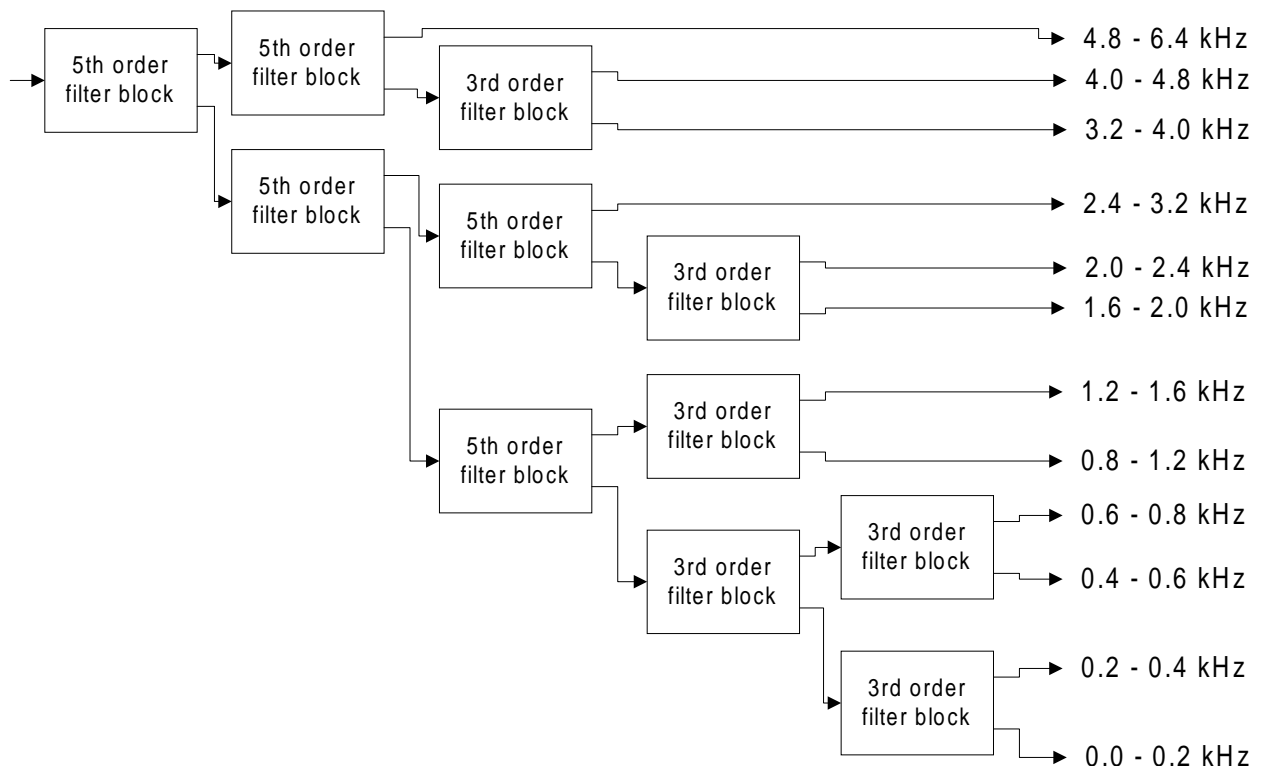 5th order
filter block
5th order
filter block
4.8 - 6.4 kHz
3rd order
filter block
4.0 - 4.8 kHz
3.2 - 4.0 kHz
5th order
filter block
5th order
filter block
2.4 - 3.2 kHz
3rd order
filter block
2.0 - 2.4 kHz
1.6 - 2.0 kHz
5th order
filter block
3rd order
filter block
1.2 - 1.6 kHz
0.8 - 1.2 kHz
3rd order
filter block
3rd order
filter block
0.6 - 0.8 kHz
0.4 - 0.6 kHz
3rd order
filter block
0.2 - 0.4 kHz
0.0 - 0.2 kHz